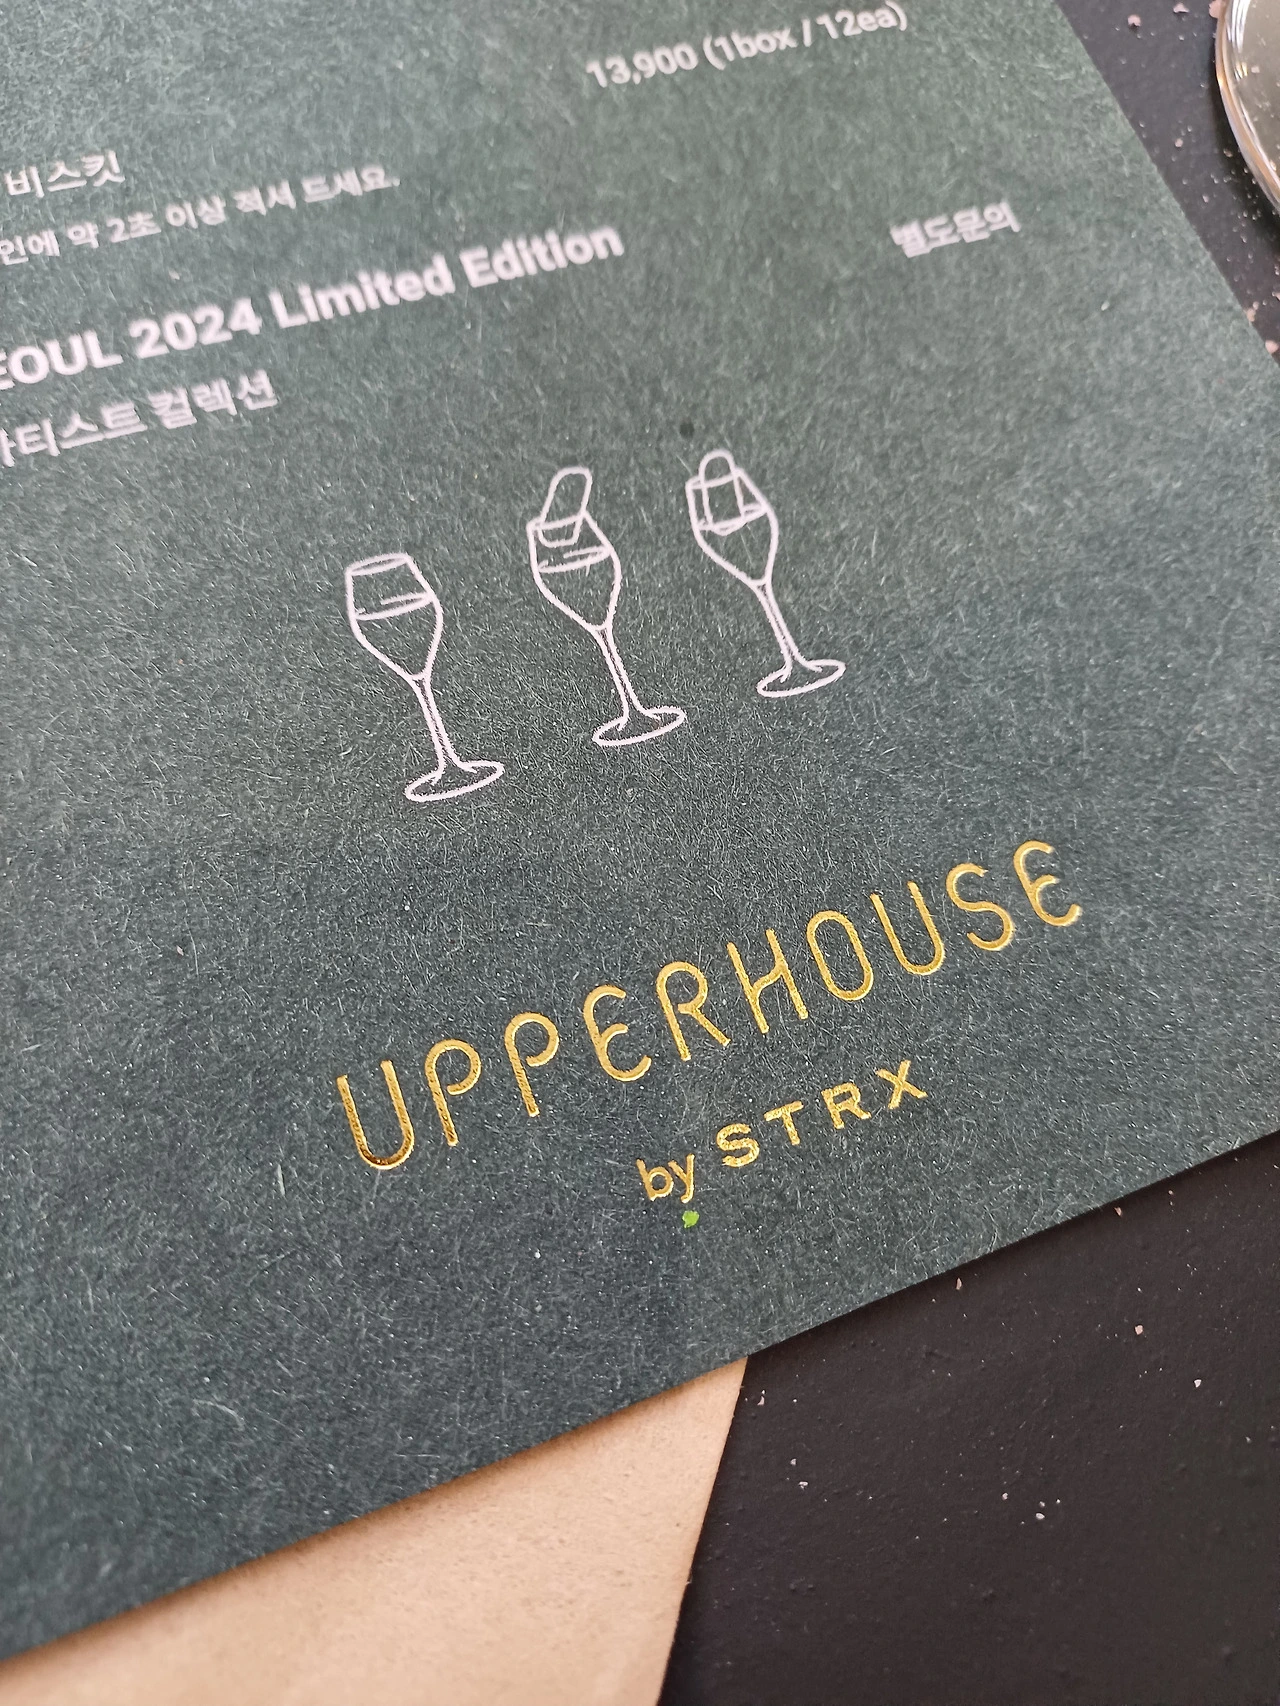 13,900 (1box / 12ea)
비스킷
인에 약 2초 이상 적셔 드세요.
EOUL 2024 Limited Edition
별도문의
아티스트 컬렉션
UPPERHOUSE
by STRX